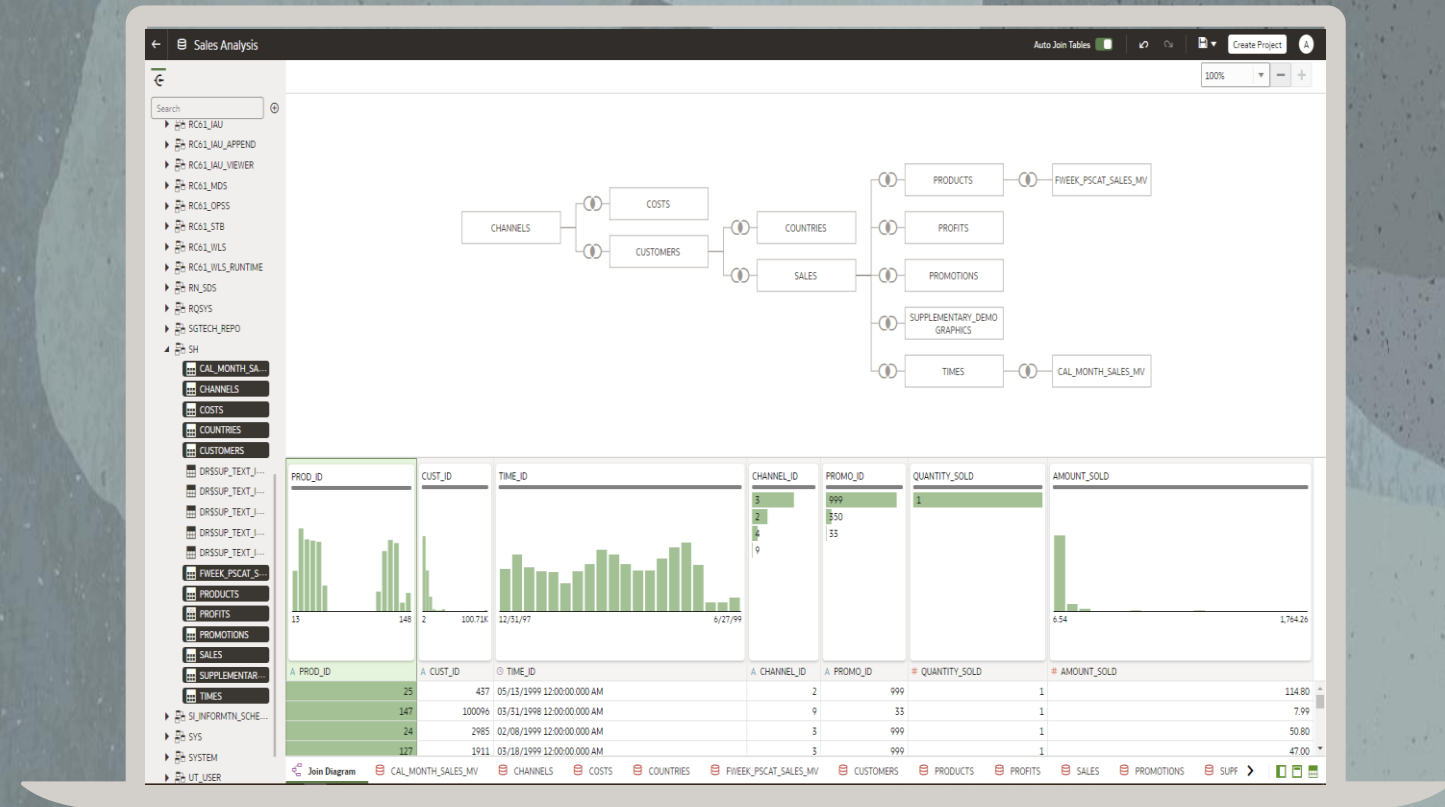 Sales Analysis
Auto Join Tables
Create Project
A
100%
Search
RC61_IAU
RC61_IAU_APPEND
RC61_IAU_VIEWER
RC61_MDS
RC61_OPSS
RC61_STB
RC61_WLS
RC61_WLS_RUNTIME
RN_SDS
RQSYS
SGTECH_REPO
SH
CAL_MONTH_SA...
CHANNELS
COSTS
COUNTRIES
CUSTOMERS
DR$SUP_TEXT_I...
DR$SUP_TEXT_I...
DR$SUP_TEXT_I...
DR$SUP_TEXT_I...
DR$SUP_TEXT_I...
FWEEK_PSCAT_S...
PRODUCTS
PROFITS
PROMOTIONS
SALES
SUPPLEMENTAR...
TIMES
SI_INFORMTN_SCHE...
SYS
SYSTEM
UT_USER
CHANNELS
COSTS
CUSTOMERS
COUNTRIES
SALES
PRODUCTS
FWEEK_PSCAT_SALES_MV
PROFITS
PROMOTIONS
SUPPLEMENTARY_DEMO
GRAPHICS
TIMES
CAL_MONTH_SALES_MV
PROD_ID
13 148
CUST_ID
2 100.71K
TIME_ID
12/31/97 6/27/99
CHANNEL_ID
3
2
4
9
PROMO_ID
999
350
33
QUANTITY_SOLD
1
AMOUNT_SOLD
6.54 1,764.26
A PROD_ID A CUST_ID TIME_ID A CHANNEL_ID A PROMO_ID # QUANTITY_SOLD # AMOUNT_SOLD
25 437 05/13/1999 12:00:00.000 AM 2 999 1 114.80
147 100096 03/31/1998 12:00:00.000 AM 9 33 1 7.99
24 2985 02/08/1999 12:00:00.000 AM 3 999 1 50.80
127 1911 03/18/1999 12:00:00.000 AM 3 999 1 47.00
Join Diagram CAL_MONTH_SALES_MV CHANNELS COSTS COUNTRIES FWEEK_PSCAT_SALES_MV CUSTOMERS PRODUCTS PROFITS SALES PROMOTIONS SUPF